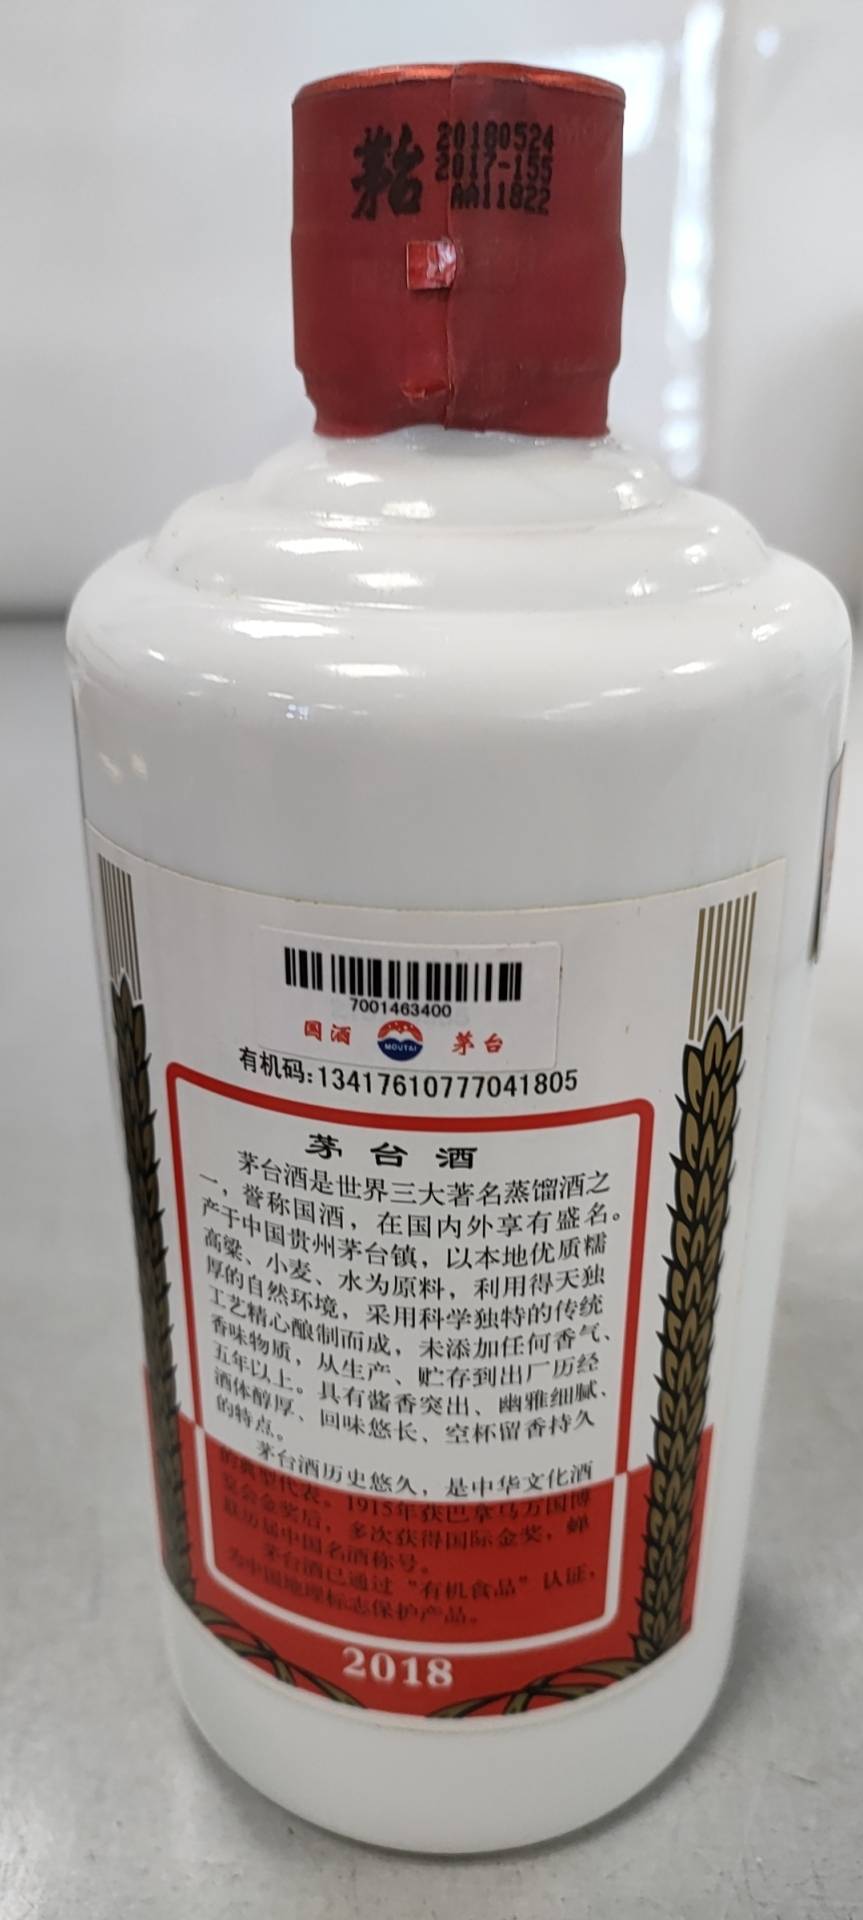 茅台
20180524
2017-155
AA11822
7001463400
国酒
MOUTAI
茅台
有机码:13417610777041805
茅台酒
茅台酒是世界三大著名蒸馏酒之
一，誉称国酒，在国内外享有盛名。
产于中国贵州茅台镇，以本地优质糯
高粱、小麦、水为原料，利用得天独
厚的自然环境，采用科学独特的传统
工艺精心酿制而成，未添加任何香气、
香味物质，从生产、贮存到出厂历经
五年以上。具有酱香突出、幽雅细腻、
酒体醇厚、回味悠长、空杯留香持久
的特点。
茅台酒历史悠久，是中华文化酒
的典型代表。1915年获巴拿马万国博
览会金奖后，多次获得国际金奖，蝉
联历届中国名酒称号。
茅台酒已通过“有机食品”认证，
为中国地理标志保护产品。
2018